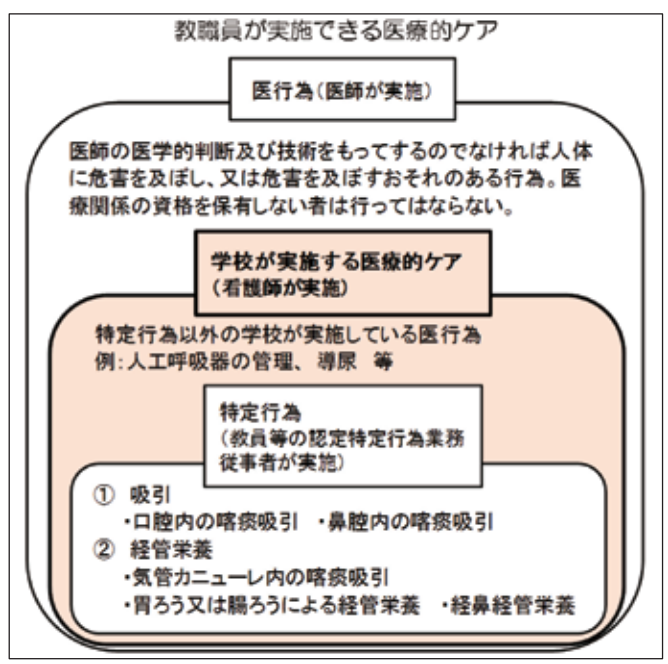 教職員が実施できる医療的ケア
医行為(医師が実施)
医師の医学的判断及び技術をもってするのでなければ人体
に危害を及ぼし、又は危害を及ぼすおそれのある行為。医
療関係の資格を保有しない者は行ってはならない。
学校が実施する医療的ケア
(看護師が実施)
特定行為以外の学校が実施している医行為
例:人工呼吸器の管理、導尿 等
特定行為
(教員等の認定特定行為業務
従事者が実施)
① 吸引
・口腔内の喀痰吸引 ・鼻腔内の喀痰吸引
② 経管栄養
・気管カニューレ内の喀痰吸引
・胃ろう又は腸ろうによる経管栄養 ・経鼻経管栄養